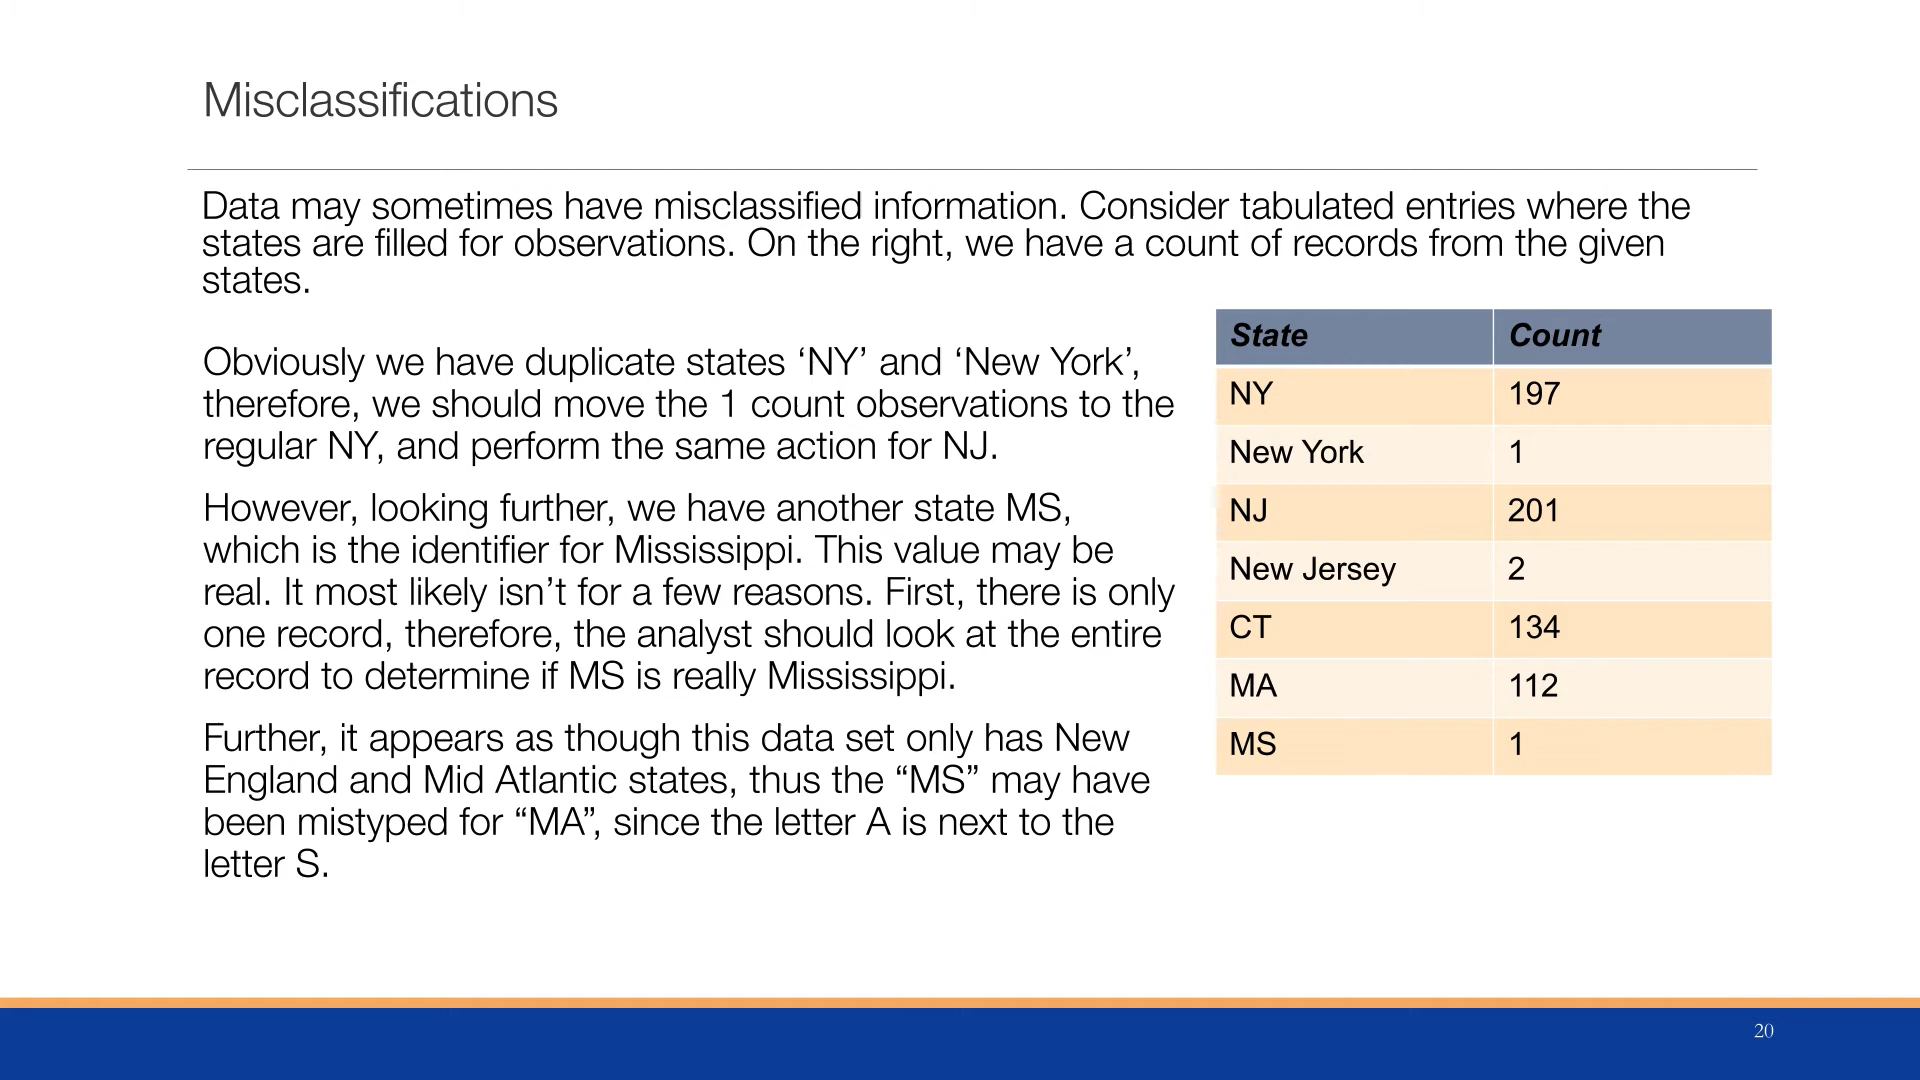 Misclassifications
Data may sometimes have misclassified information. Consider tabulated entries where the
states are filled for observations. On the right, we have a count of records from the given
states.
Obviously we have duplicate states ‘NY’ and ‘New York’,
therefore, we should move the 1 count observations to the
regular NY, and perform the same action for NJ.
However, looking further, we have another state MS,
which is the identifier for Mississippi. This value may be
real. It most likely isn’t for a few reasons. First, there is only
one record, therefore, the analyst should look at the entire
record to determine if MS is really Mississippi.
Further, it appears as though this data set only has New
England and Mid Atlantic states, thus the “MS” may have
been mistyped for “MA”, since the letter A is next to the
letter S.
State Count
NY 197
New York 1
NJ 201
New Jersey 2
CT 134
MA 112
MS 1
20